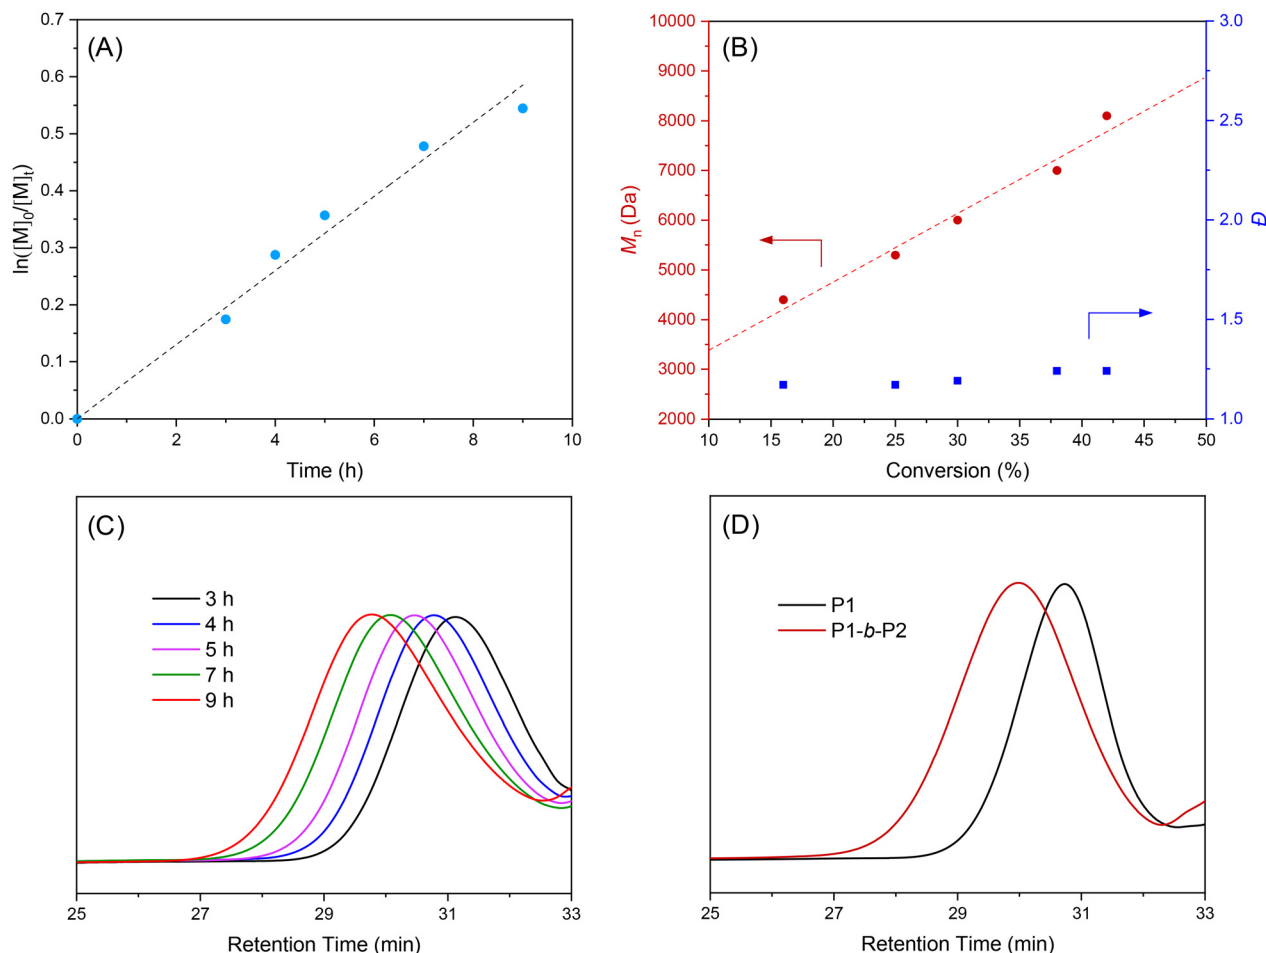 (A)
0.7
0.6
0.5
0.4
0.3
0.2
0.1
0.0
ln([M]0/[M]t)
0 2 4 6 8 10
Time (h)
(B)
10000
9000
8000
7000
6000
5000
4000
3000
2000
Mn (Da)
3.0
2.5
2.0
1.5
1.0
Đ
10 15 20 25 30 35 40 45 50
Conversion (%)
(C)
3 h
4 h
5 h
7 h
9 h
25 27 29 31 33
Retention Time (min)
(D)
P1
P1-b-P2
25 27 29 31 33
Retention Time (min)